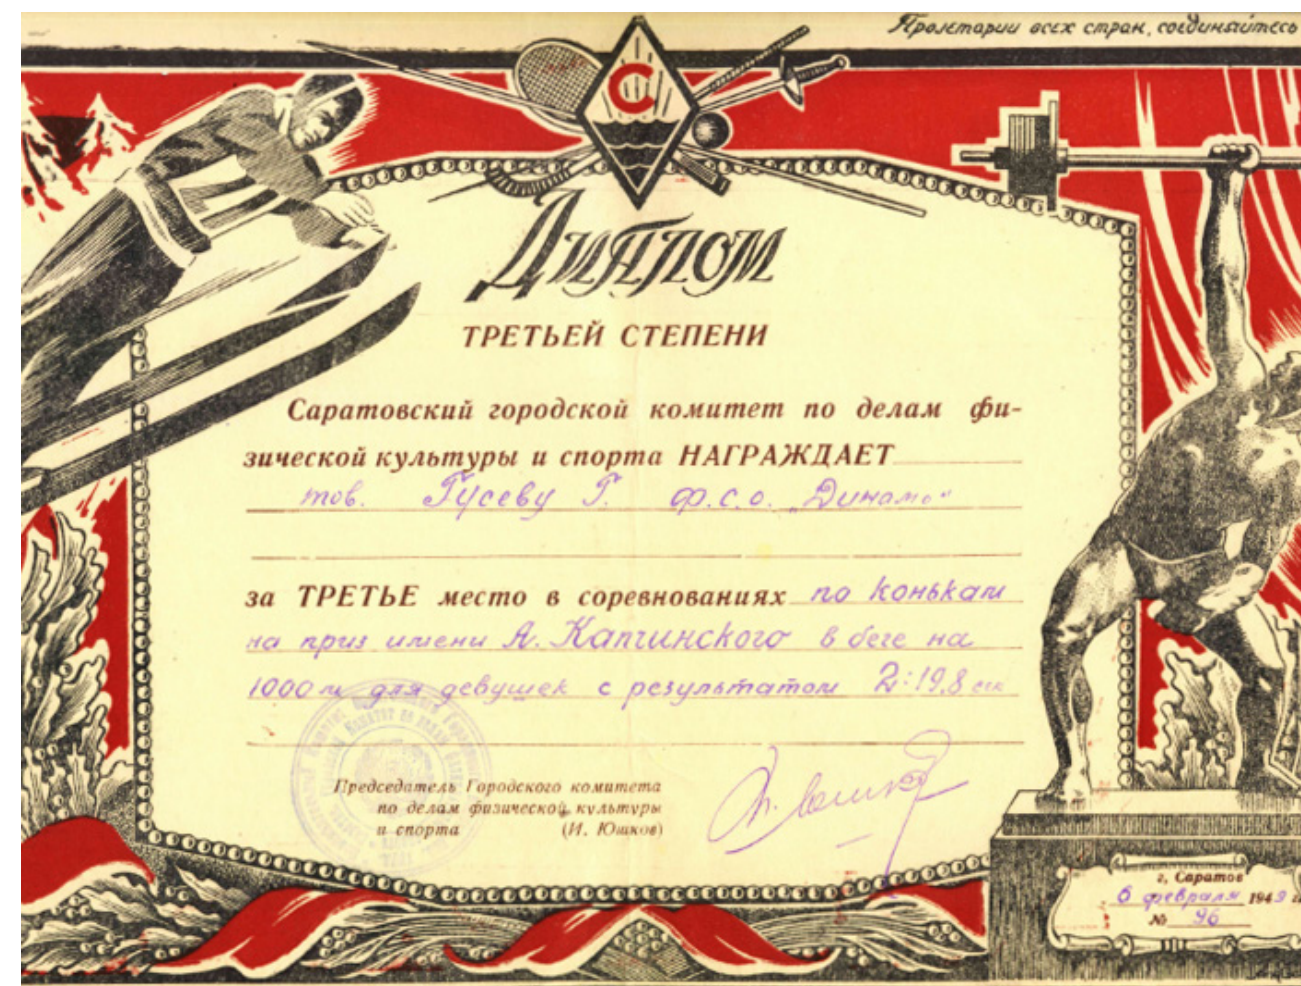 Пролетарии всех стран, соединяйтесь
С
Диплом
ТРЕТЬЕЙ СТЕПЕНИ
Саратовский городской комитет по делам фи-
зической культуры и спорта НАГРАЖДАЕТ
тов. Гусеву Г. ф.с.о. „Динамо"
за ТРЕТЬЕ место в соревнованиях по конькам
на приз имени А. Капчинского в беге на
1000 м для девушек с результатом 2:19,8 сек
Председатель Городского комитета
по делам физической культуры
и спорта (И. Юшков)
г. Саратов
6 февраля 1949 г.
№ 96